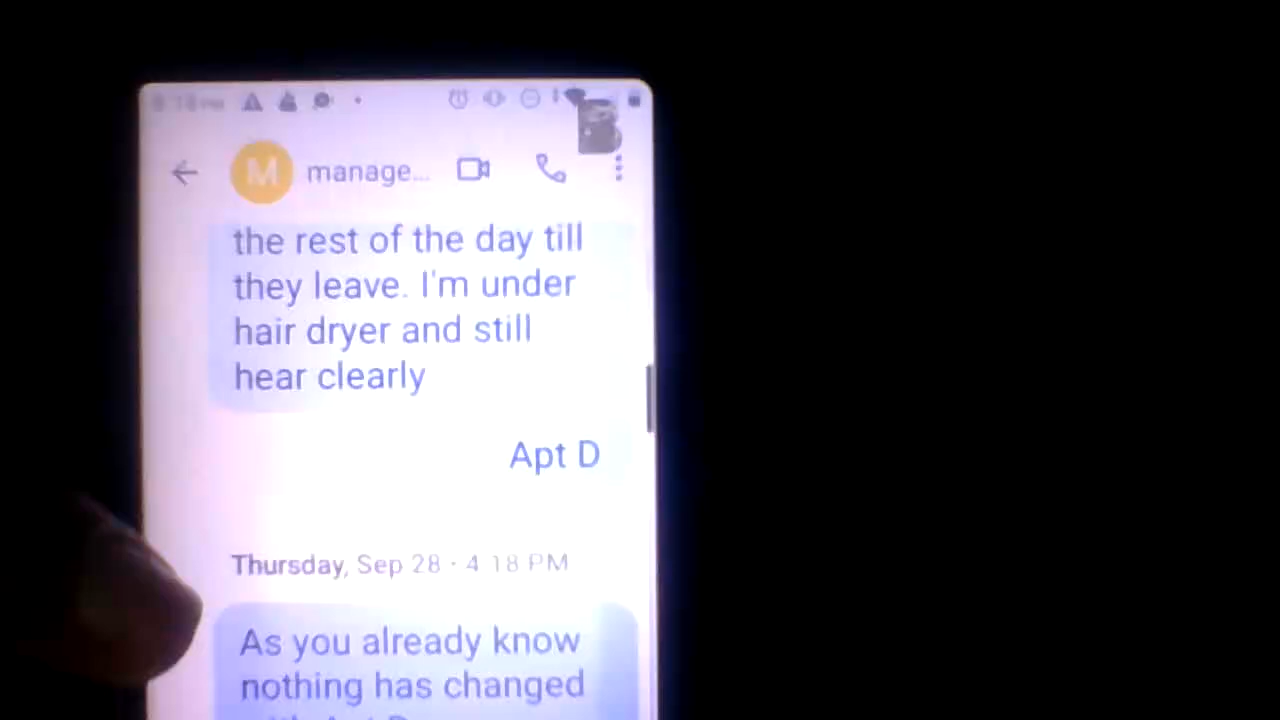 M manage...
the rest of the day till
they leave. I'm under
hair dryer and still
hear clearly
Apt D
Thursday, Sep 28 · 4 18 PM
As you already know
nothing has changed